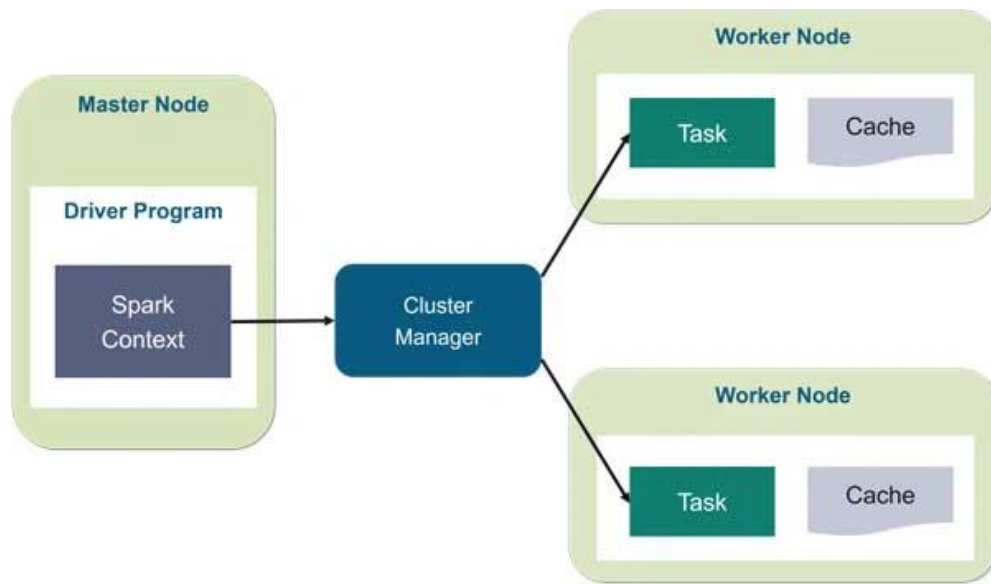 Master Node
Driver Program
Spark
Context
Cluster
Manager
Worker Node
Task
Cache
Worker Node
Task
Cache